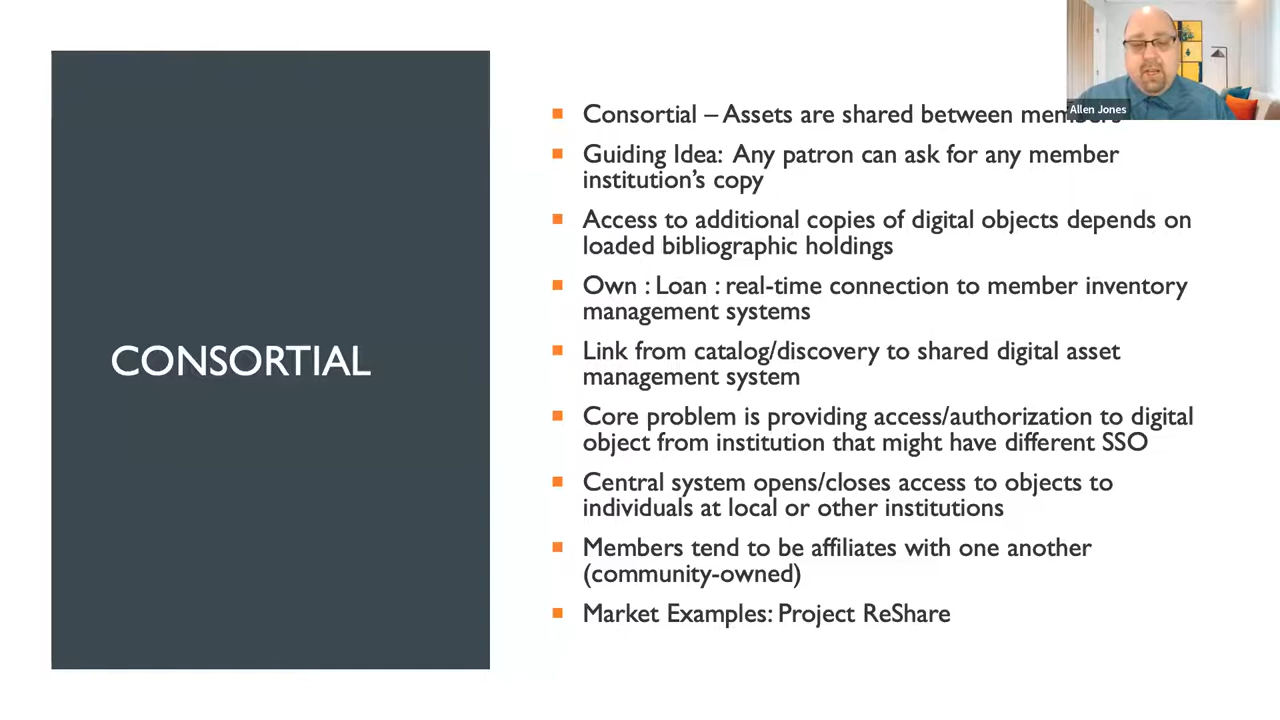 Allen Jones
CONSORTIAL
Consortial – Assets are shared between members
Guiding Idea: Any patron can ask for any member
institution's copy
Access to additional copies of digital objects depends on
loaded bibliographic holdings
Own : Loan : real-time connection to member inventory
management systems
Link from catalog/discovery to shared digital asset
management system
Core problem is providing access/authorization to digital
object from institution that might have different SSO
Central system opens/closes access to objects to
individuals at local or other institutions
Members tend to be affiliates with one another
(community-owned)
Market Examples: Project ReShare